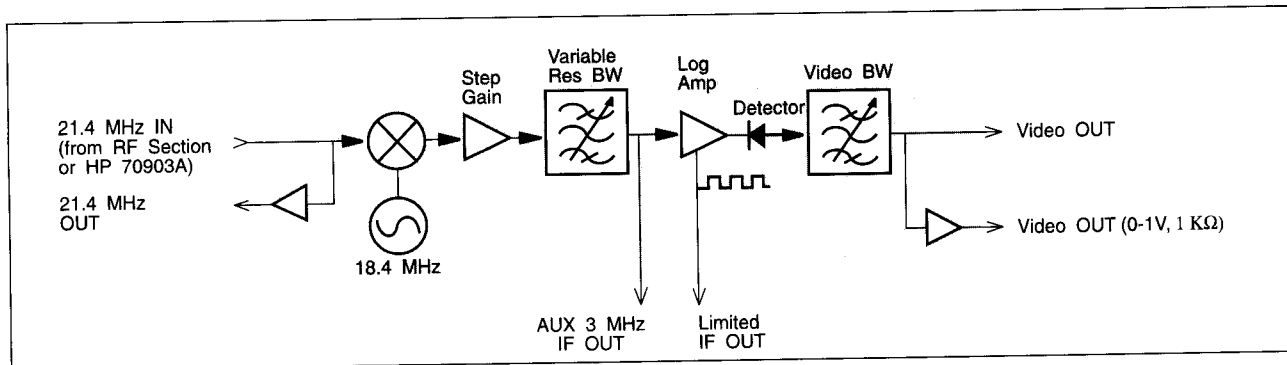 21.4 MHz IN
(from RF Section
or HP 70903A)
21.4 MHz
OUT
18.4 MHz
Step
Gain
Variable
Res BW
AUX 3 MHz
IF OUT
Log
Amp
Limited
IF OUT
Detector
Video BW
Video OUT
Video OUT (0-1V, 1 KΩ)